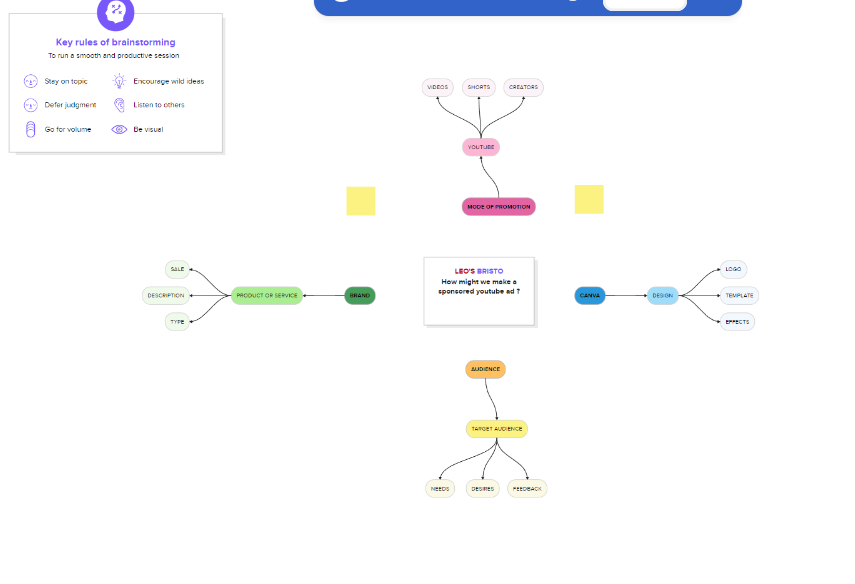 Key rules of brainstorming
To run a smooth and productive session
Stay on topic
Encourage wild ideas
Defer judgment
Listen to others
Go for volume
Be visual
VIDEOS
SHORTS
CREATORS
YOUTUBE
MODE OF PROMOTION
SALE
DESCRIPTION
TYPE
PRODUCT OR SERVICE
BRAND
LEO'S BRISTO
How might we make a
sponsored youtube ad ?
CANVA
DESIGN
LOGO
TEMPLATE
EFFECTS
AUDIENCE
TARGET AUDIENCE
NEEDS
DESIRES
FEEDBACK